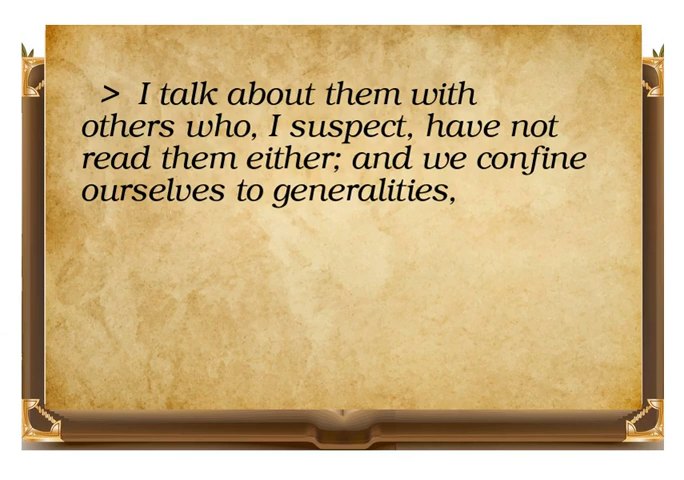 > I talk about them with
others who, I suspect, have not
read them either; and we confine
ourselves to generalities,